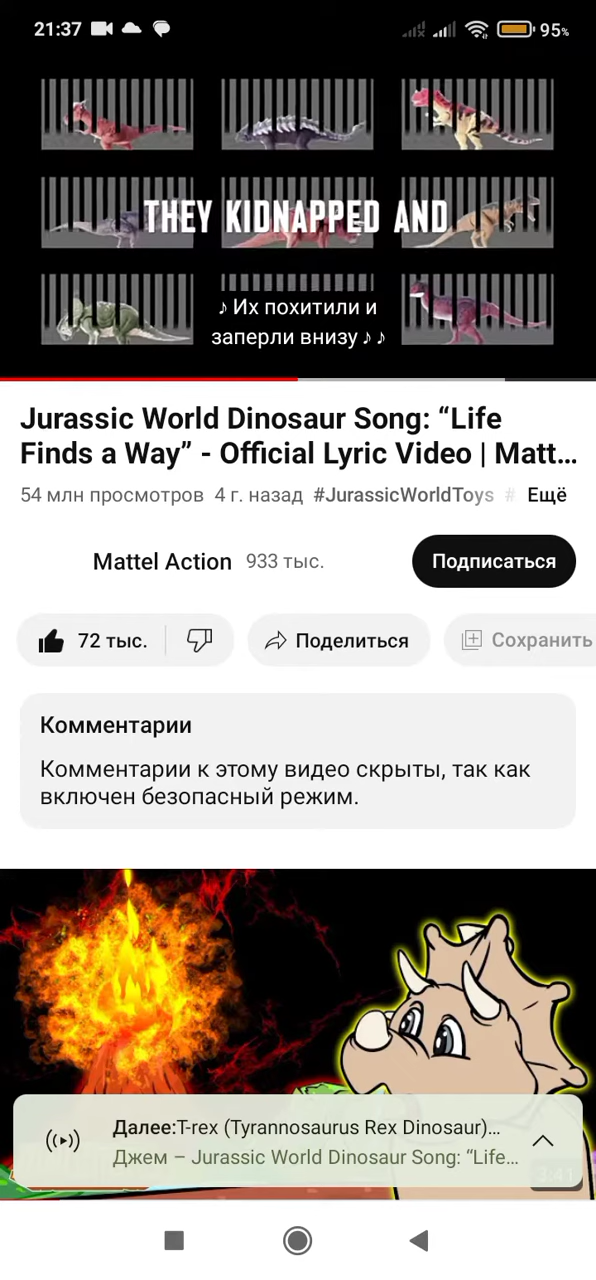 21:37
95%
THEY KIDNAPPED AND
♪ Их похитили и
заперли внизу ♪ ♪
Jurassic World Dinosaur Song: “Life
Finds a Way” - Official Lyric Video | Matt...
54 млн просмотров 4 г. назад #JurassicWorldToys # Ещё
Mattel Action 933 тыс.
Подписаться
72 тыс.
Поделиться
Сохранить
Комментарии
Комментарии к этому видео скрыты, так как
включен безопасный режим.
Далее:T-rex (Tyrannosaurus Rex Dinosaur)...
Джем – Jurassic World Dinosaur Song: “Life...
3:41